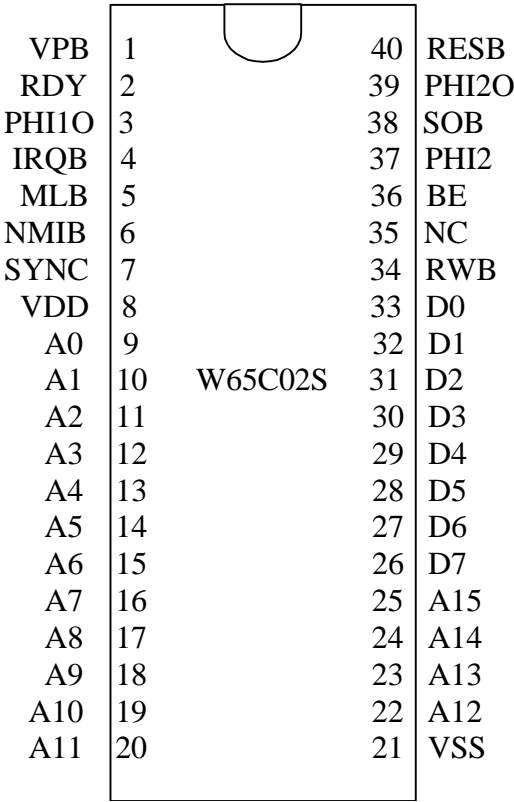 VPB 1 40 RESB
RDY 2 39 PHI2O
PHI1O 3 38 SOB
IRQB 4 37 PHI2
MLB 5 36 BE
NMIB 6 35 NC
SYNC 7 34 RWB
VDD 8 33 D0
A0 9 32 D1
A1 10 W65C02S 31 D2
A2 11 30 D3
A3 12 29 D4
A4 13 28 D5
A5 14 27 D6
A6 15 26 D7
A7 16 25 A15
A8 17 24 A14
A9 18 23 A13
A10 19 22 A12
A11 20 21 VSS